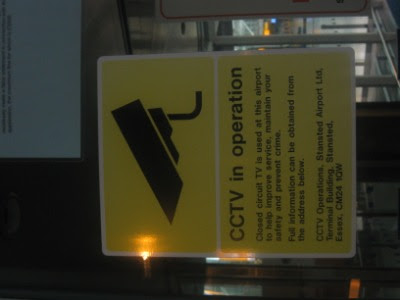 CCTV in operation
Closed circuit TV is used at this airport
to help improve service, maintain your
safety and prevent crime.
Full information can be obtained from
the address below.
CCTV Operations, Stansted Airport Ltd,
Terminal Building, Stansted,
Essex, CM24 1QW